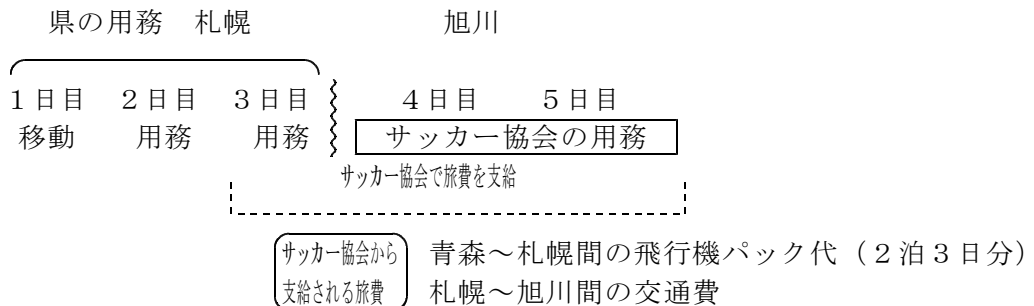 県の用務　札幌　　　　　　旭川
１日目　２日目　３日目　　４日目　　５日目
移動　　用務　　用務　　サッカー協会の用務
サッカー協会で旅費を支給
サッカー協会から　青森～札幌間の飛行機パック代（２泊３日分）
支給される旅費　札幌～旭川間の交通費